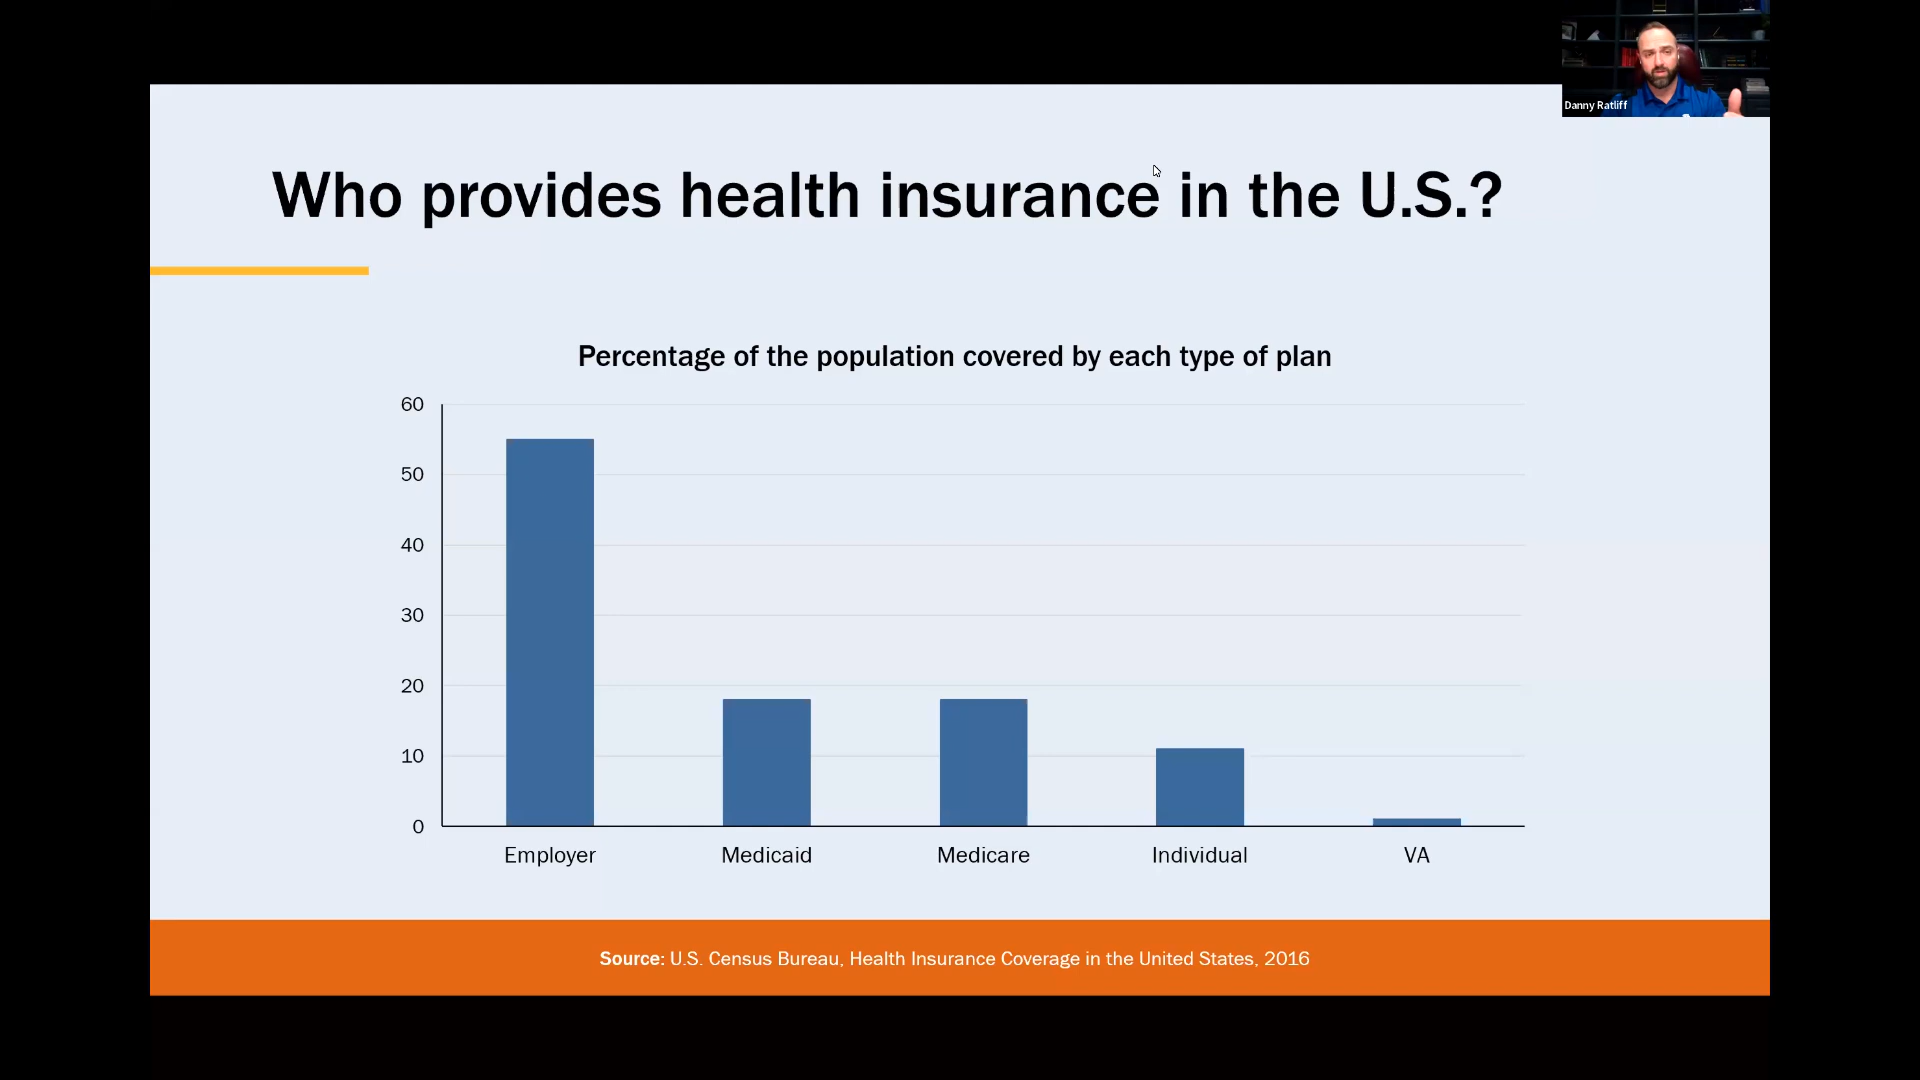 Danny Ratliff
Who provides health insurance in the U.S.?
Percentage of the population covered by each type of plan
60
50
40
30
20
10
0
Employer
Medicaid
Medicare
Individual
VA
Source: U.S. Census Bureau, Health Insurance Coverage in the United States, 2016